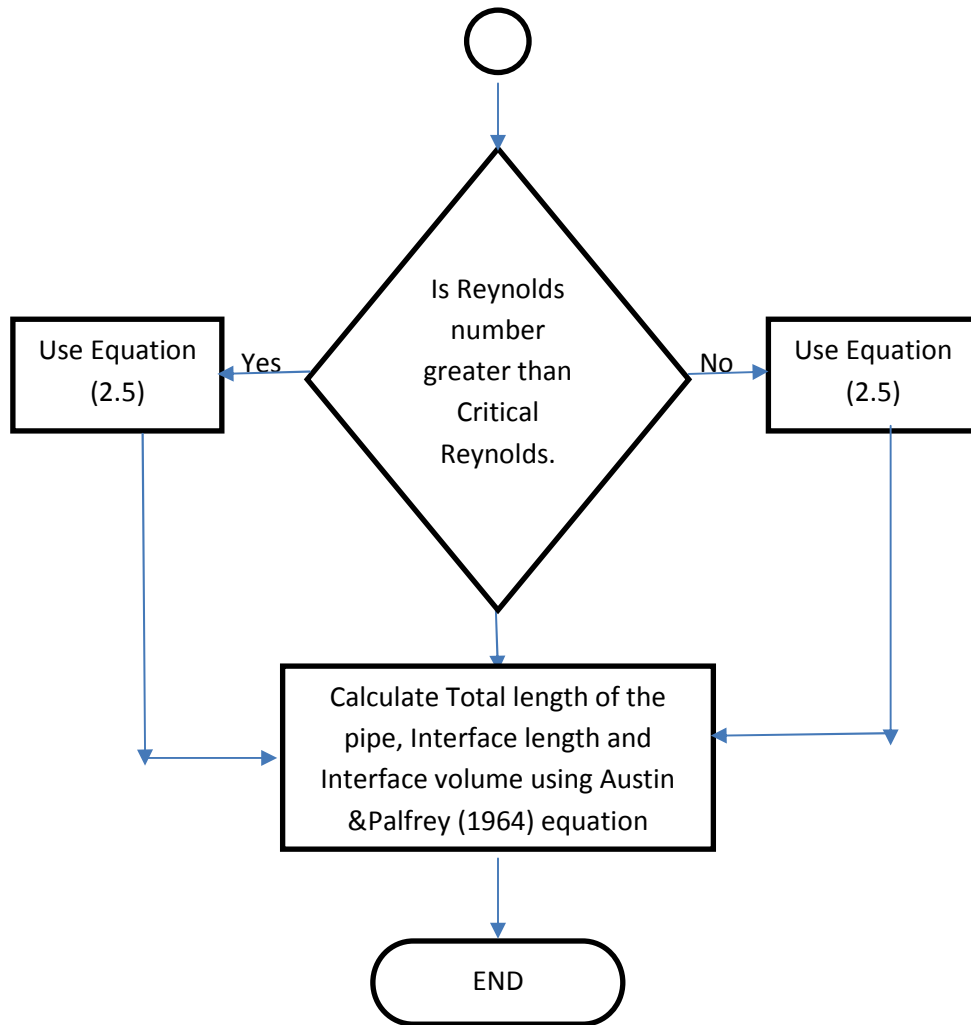 Is Reynolds
number
greater than
Critical
Reynolds.
Yes
No
Use Equation
(2.5)
Use Equation
(2.5)
Calculate Total length of the
pipe, Interface length and
Interface volume using Austin
&Palfrey (1964) equation
END